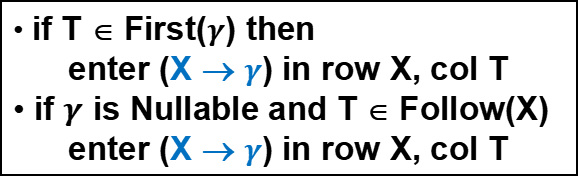 • if T ∈ First(γ) then
enter (X → γ) in row X, col T
• if γ is Nullable and T ∈ Follow(X)
enter (X → γ) in row X, col T